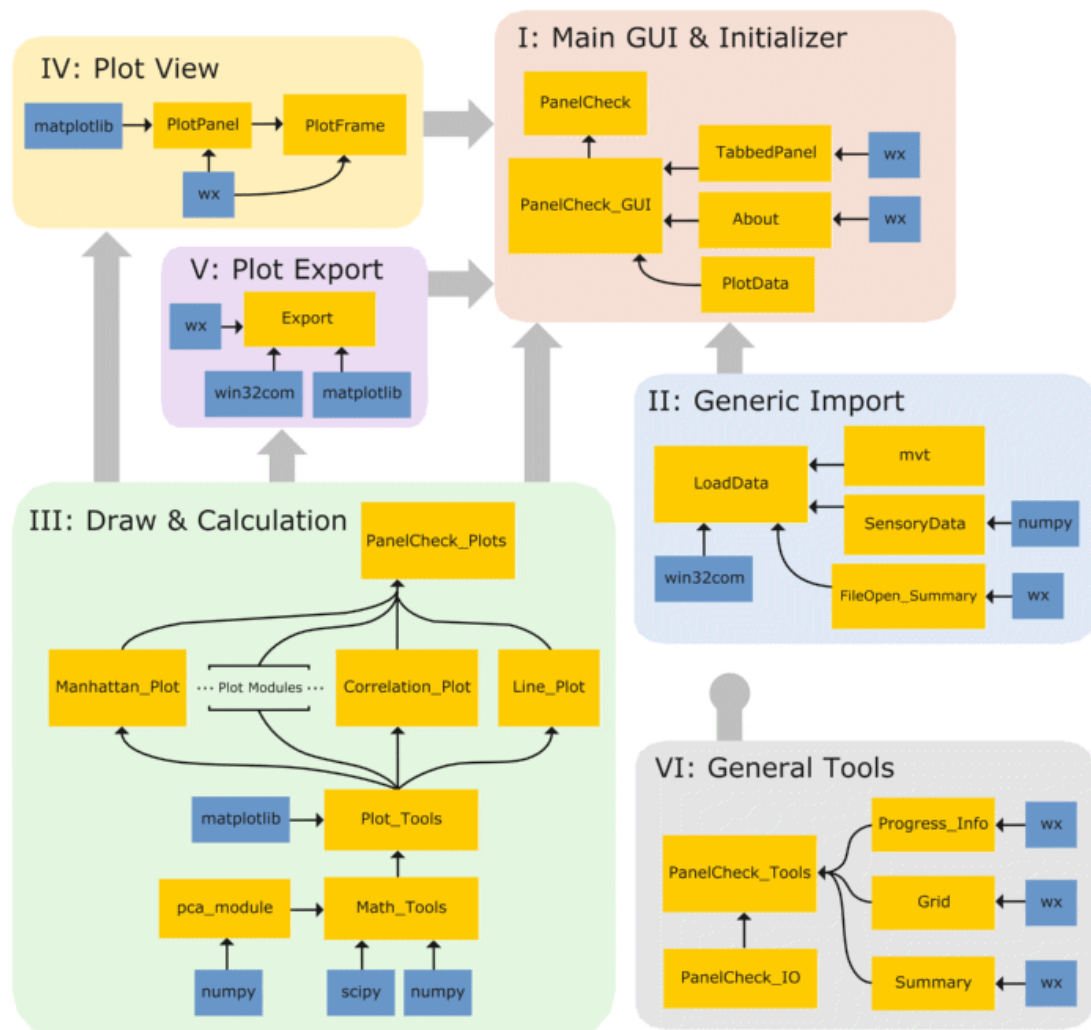 IV: Plot View
matplotlib
PlotPanel
PlotFrame
wx
I: Main GUI & Initializer
PanelCheck
PanelCheck_GUI
TabbedPanel
wx
About
wx
PlotData
V: Plot Export
wx
Export
win32com
matplotlib
II: Generic Import
LoadData
mvt
SensoryData
numpy
win32com
FileOpen_Summary
wx
III: Draw & Calculation
PanelCheck_Plots
Manhattan_Plot
···· Plot Modules ····
Correlation_Plot
Line_Plot
matplotlib
Plot_Tools
pca_module
Math_Tools
numpy
scipy
numpy
VI: General Tools
Progress_Info
wx
PanelCheck_Tools
Grid
wx
PanelCheck_IO
Summary
wx